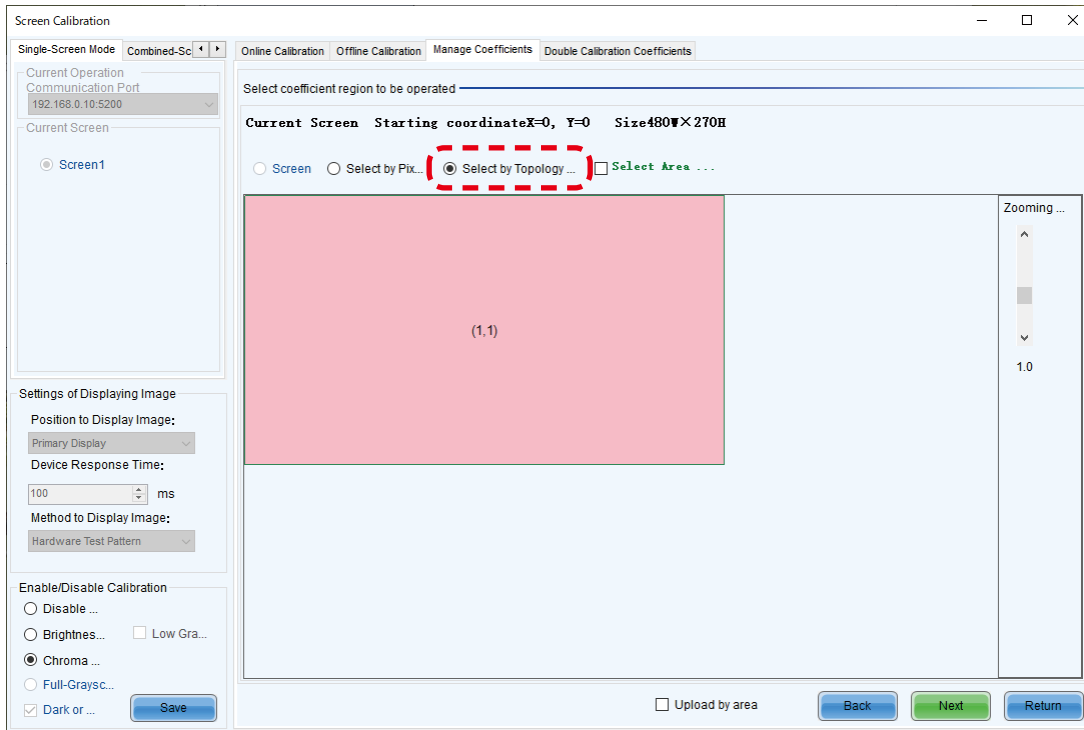 Screen Calibration
Single-Screen Mode
Combined-Sc
Current Operation
Communication Port
192.168.0.10:5200
Current Screen
Screen1
Settings of Displaying Image
Position to Display Image:
Primary Display
Device Response Time:
100
ms
Method to Display Image:
Hardware Test Pattern
Enable/Disable Calibration
Disable ...
Brightnes...
Low Gra...
Chroma ...
Full-Graysc...
Dark or ...
Save
Online Calibration
Offline Calibration
Manage Coefficients
Double Calibration Coefficients
Select coefficient region to be operated
Current Screen Starting coordinateX=0, Y=0 Size480W×270H
Screen
Select by Pix...
Select by Topology ...
Select Area ...
(1,1)
Zooming ...
1.0
Upload by area
Back
Next
Return